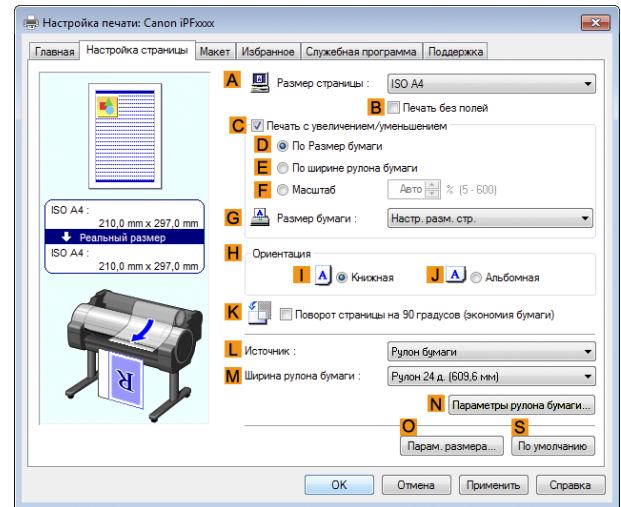 Настройка печати: Canon iPFxxxx
Главная Настройка страницы Макет Избранное Служебная программа Поддержка
A Размер страницы : ISO A4
B Печать без полей
C Печать с увеличением/уменьшением
D По Размер бумаги
E По ширине рулона бумаги
F Масштаб Авто % (5 - 600)
ISO A4 :
210,0 mm x 297,0 mm
Реальный размер
ISO A4 :
210,0 mm x 297,0 mm
G A Размер бумаги : Настр. разм. стр.
H Ориентация
I A Книжная J A Альбомная
K Поворот страницы на 90 градусов (экономия бумаги)
L Источник : Рулон бумаги
M Ширина рулона бумаги : Рулон 24 д. (609,6 мм)
R
N Параметры рулона бумаги...
O S
Парам. размера... По умолчанию
OK Отмена Применить Справка